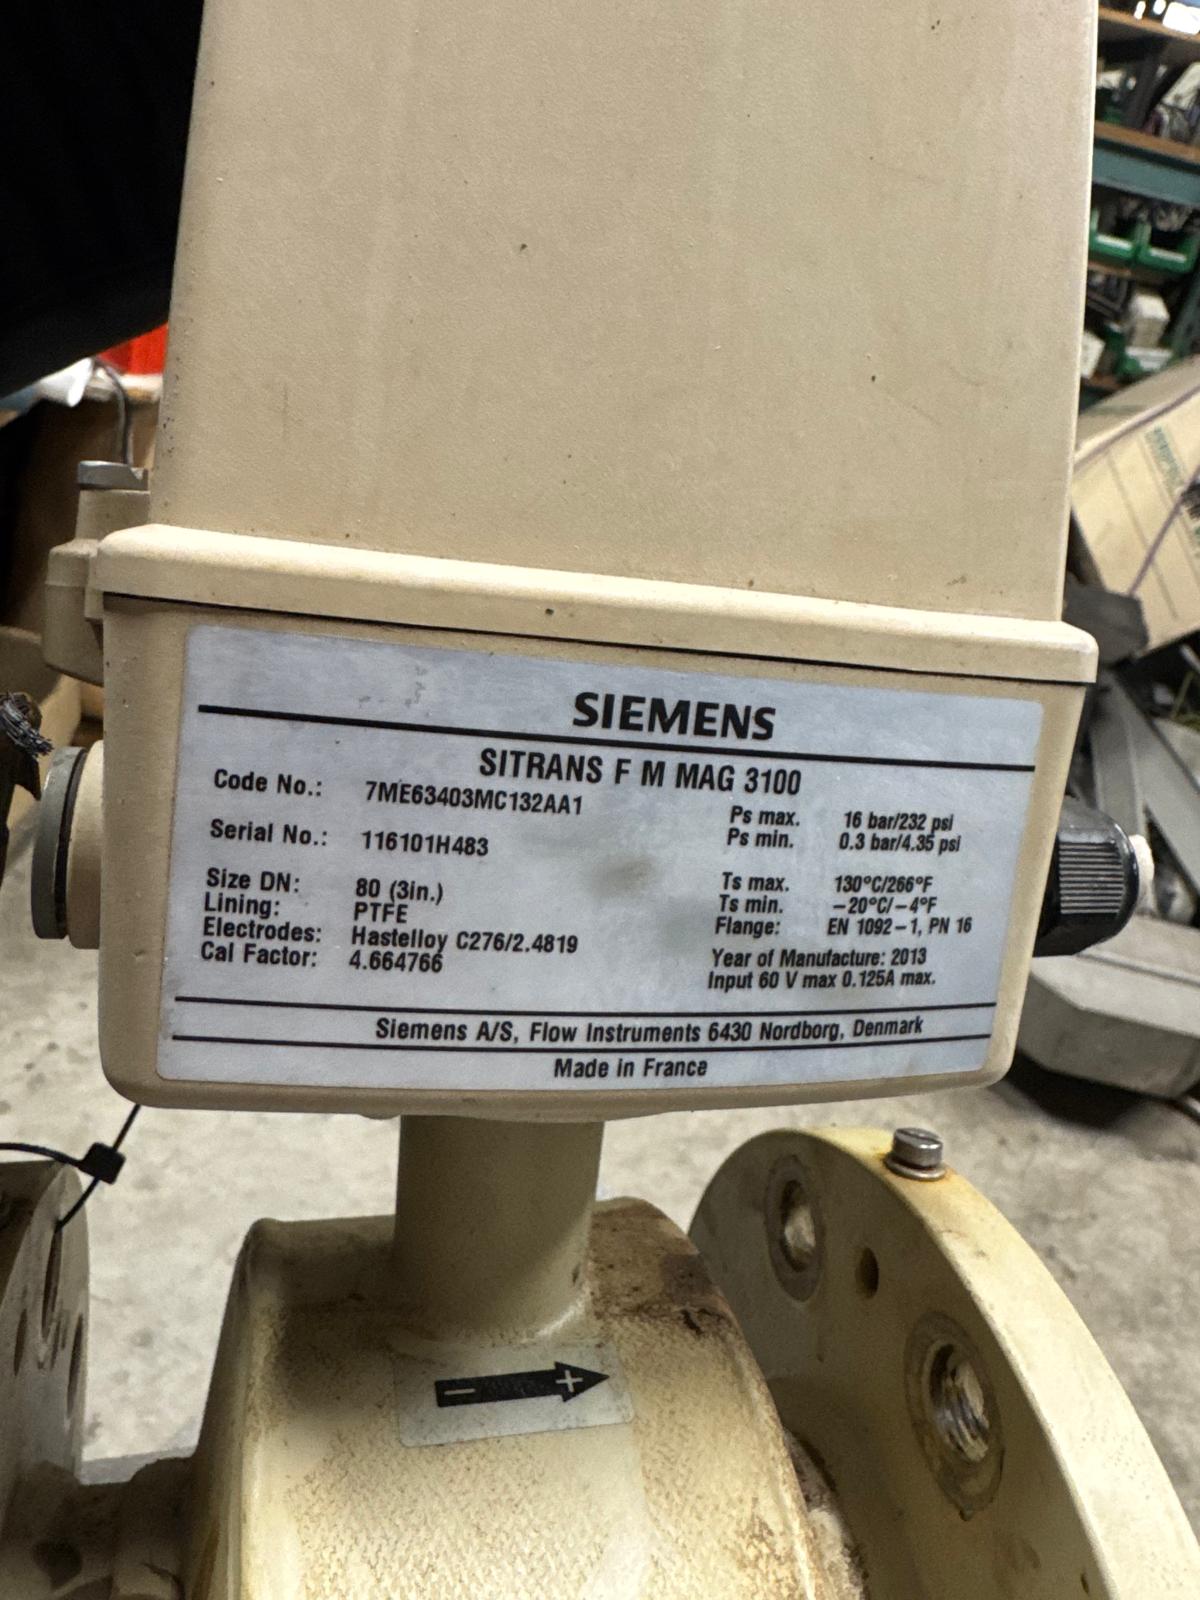 SIEMENS
SITRANS F M MAG 3100
Code No.: 7ME63403MC132AA1
Serial No.: 116101H483
Size DN: 80 (3in.)
Lining: PTFE
Electrodes: Hastelloy C276/2.4819
Cal Factor: 4.664766
Ps max. 16 bar/232 psi
Ps min. 0.3 bar/4.35 psi
Ts max. 130°C/266°F
Ts min. −20°C/−4°F
Flange: EN 1092−1, PN 16
Year of Manufacture: 2013
Input 60 V max 0.125A max.
Siemens A/S, Flow Instruments 6430 Nordborg, Denmark
Made in France
− +